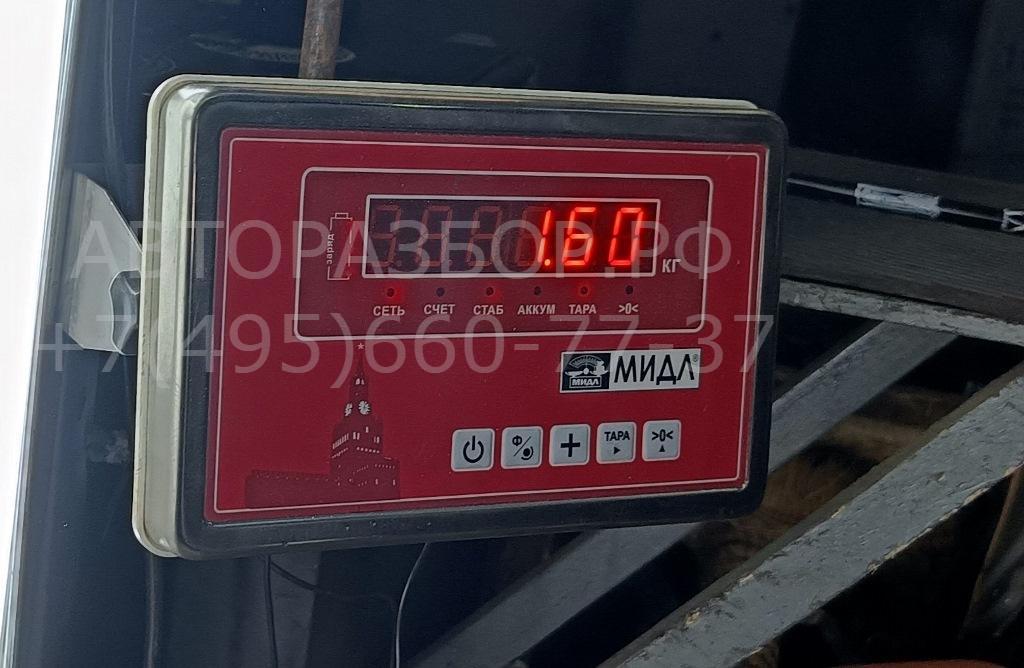 1.60
заряд
КГ
СЕТЬ СЧЕТ СТАБ АККУМ ТАРА >0<
АВТОРАЗБОР.РФ
+7(495)660-77-37
МИДЛ МИДЛ®
Ф/ + ТАРА >0<